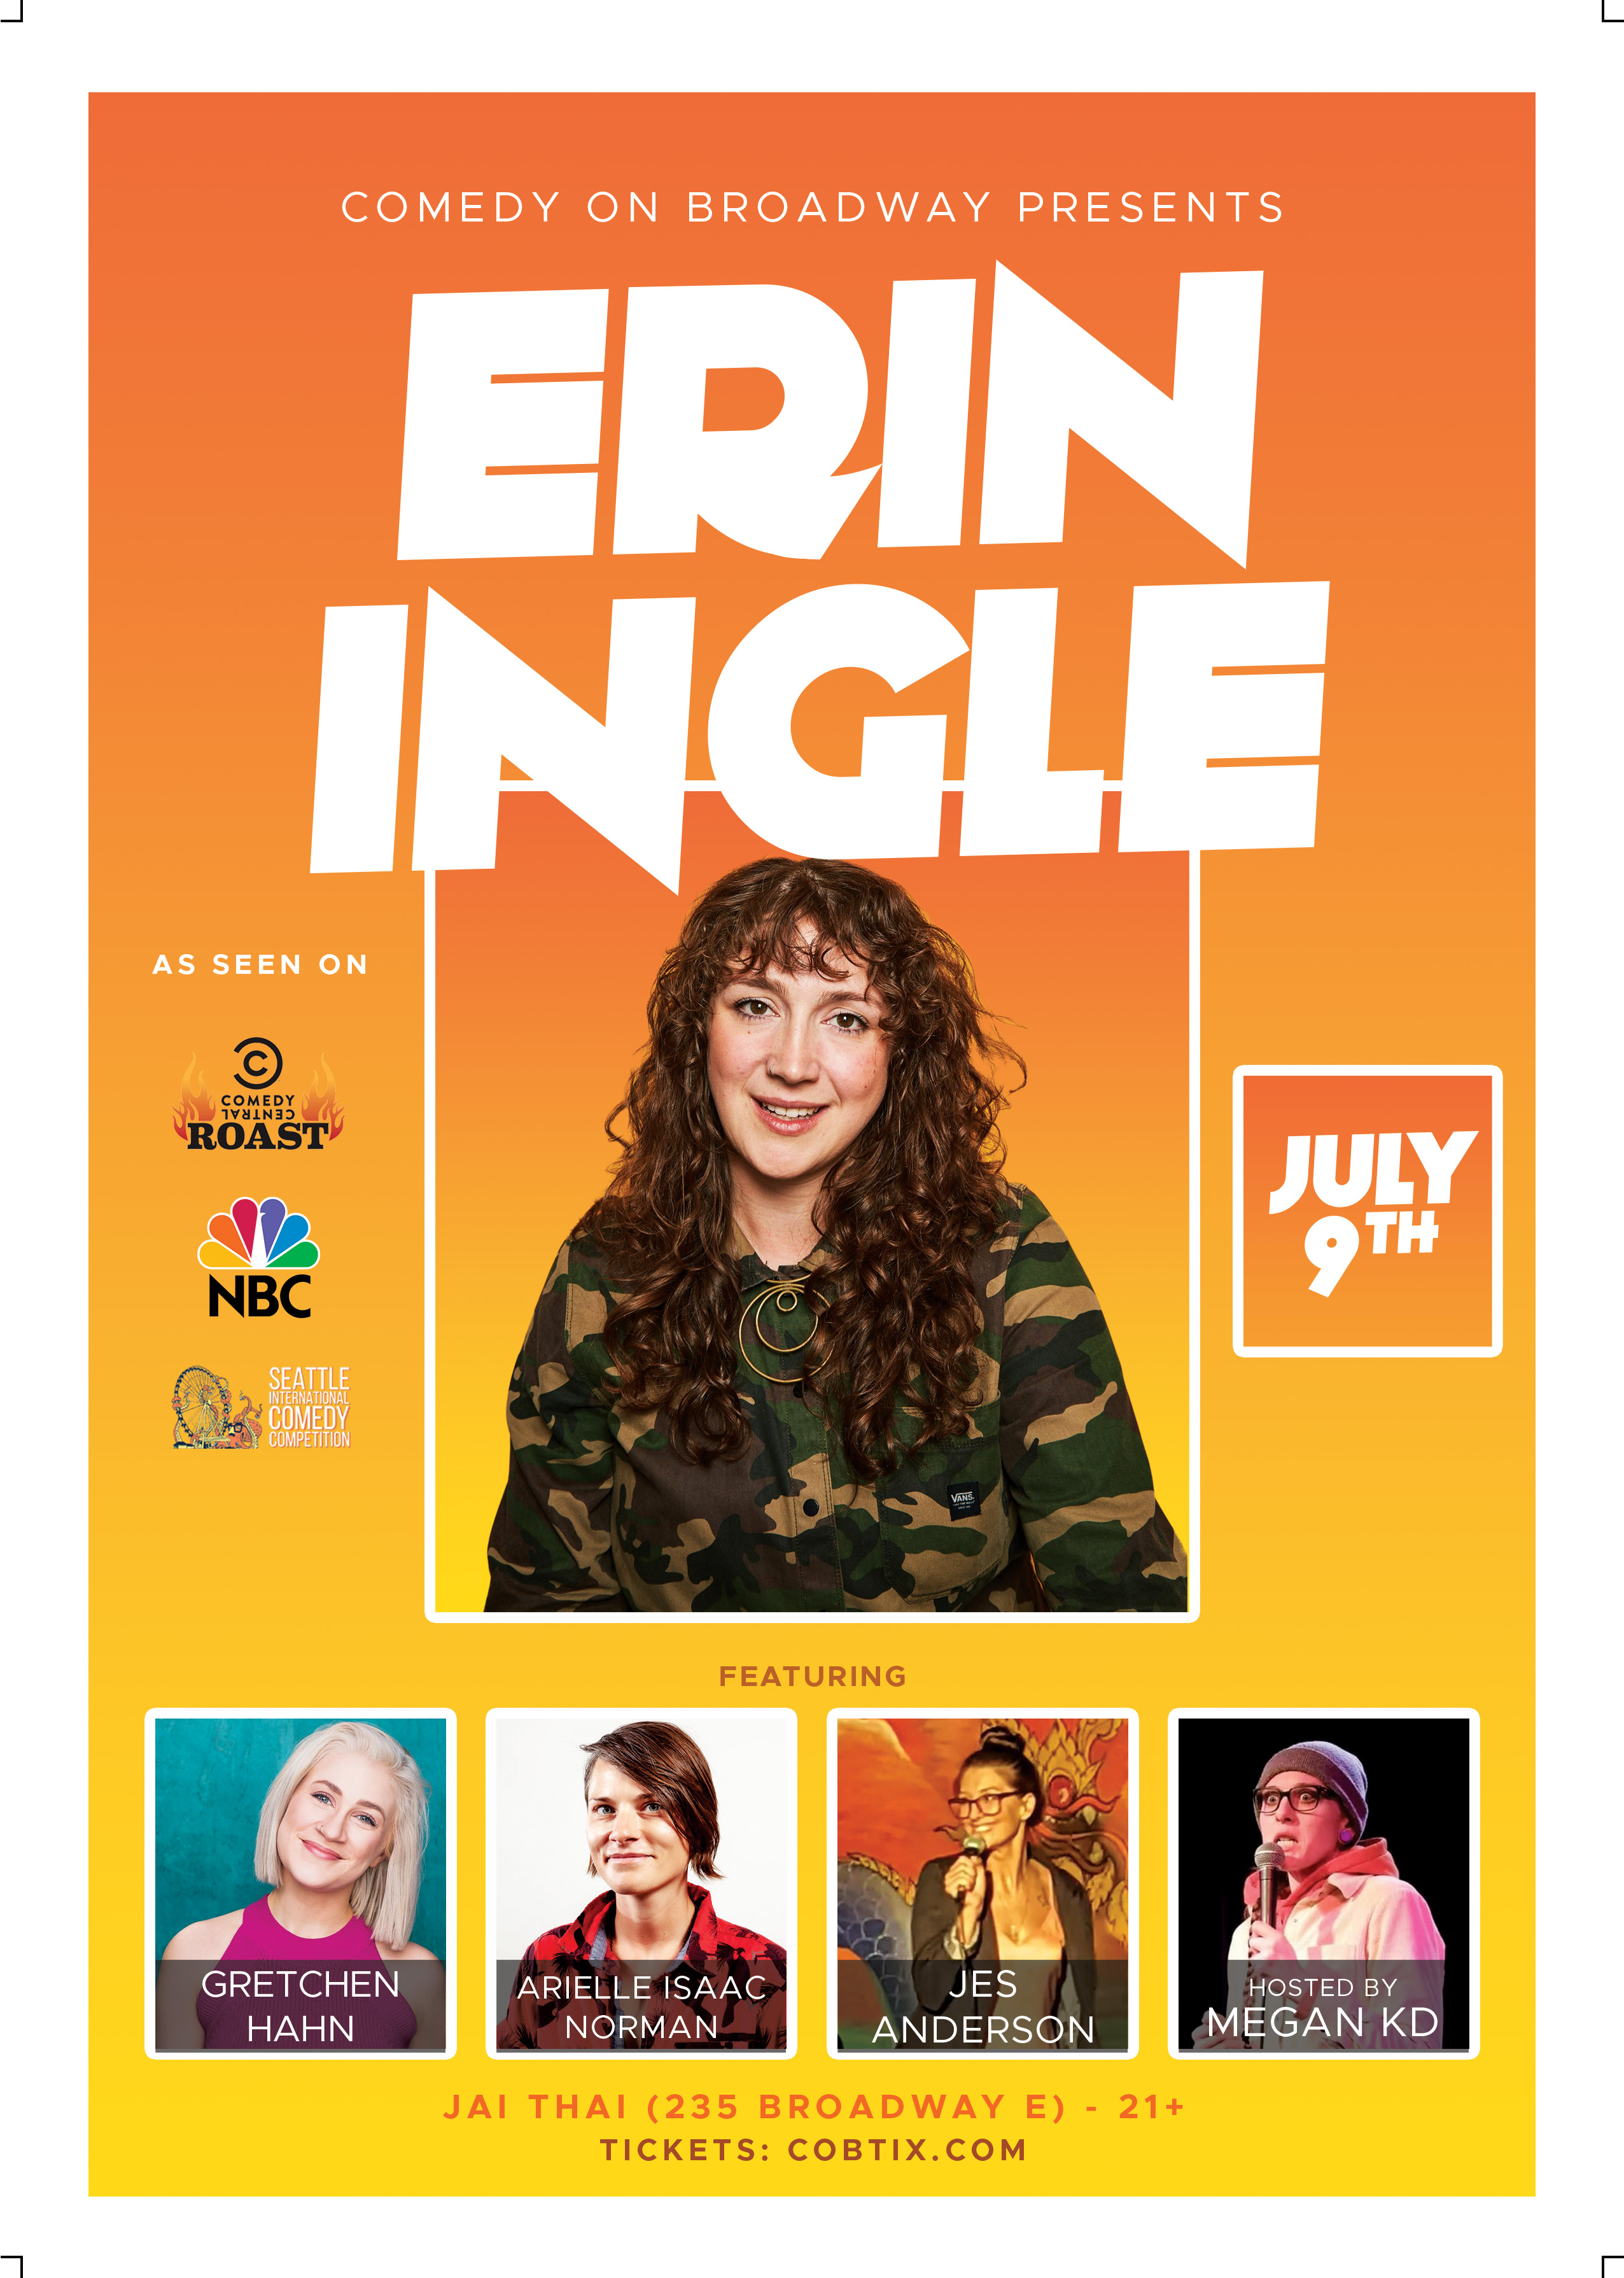 COMEDY ON BROADWAY PRESENTS
ERIN
INGLE
AS SEEN ON
COMEDY
CENTRAL
ROAST
NBC
SEATTLE
INTERNATIONAL
COMEDY
COMPETITION
JULY
9TH
VANS
FEATURING
GRETCHEN
HAHN
ARIELLE ISAAC
NORMAN
JES
ANDERSON
HOSTED BY
MEGAN KD
JAI THAI (235 BROADWAY E) - 21+
TICKETS: COBTIX.COM